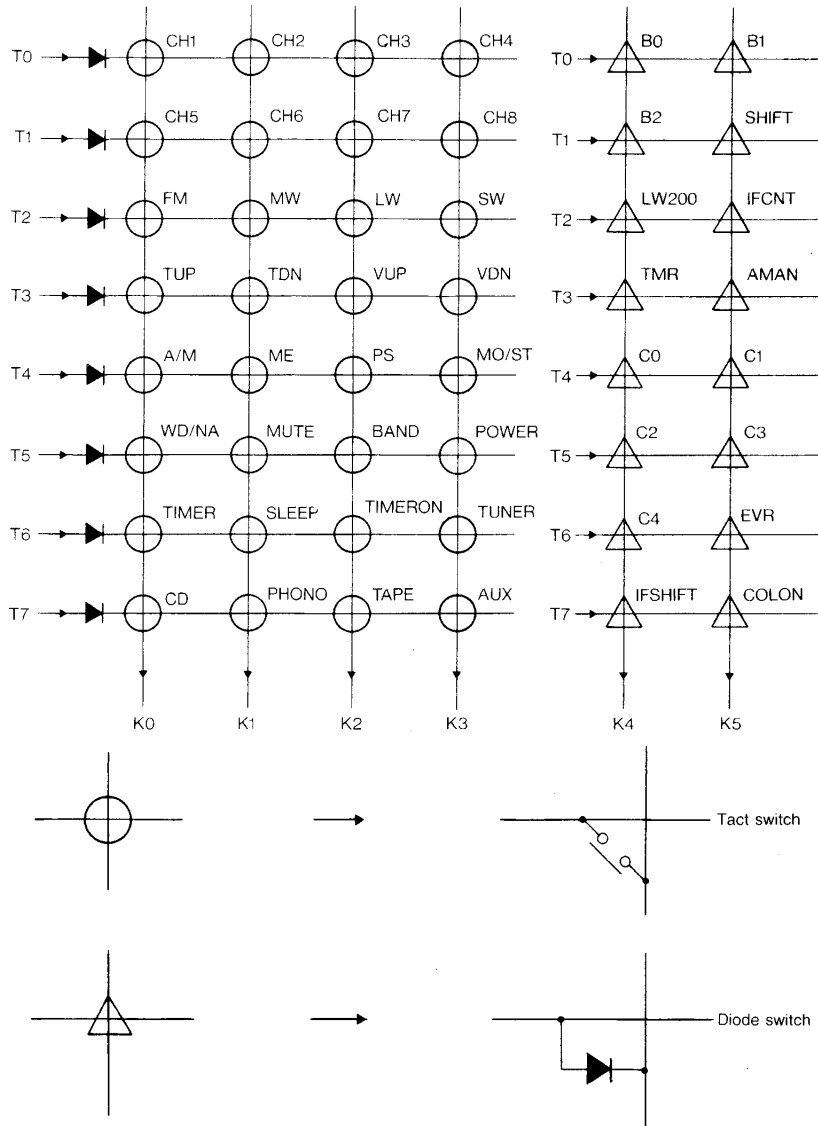 CH1 CH2 CH3 CH4 B0 B1
T0 T0
CH5 CH6 CH7 CH8 B2 SHIFT
T1 T1
FM MW LW SW LW200 IFCNT
T2 T2
TUP TDN VUP VDN TMR AMAN
T3 T3
A/M ME PS MO/ST C0 C1
T4 T4
WD/NA MUTE BAND POWER C2 C3
T5 T5
TIMER SLEEP TIMERON TUNER C4 EVR
T6 T6
CD PHONO TAPE AUX IFSHIFT COLON
T7 T7
K0 K1 K2 K3 K4 K5
Tact switch
Diode switch